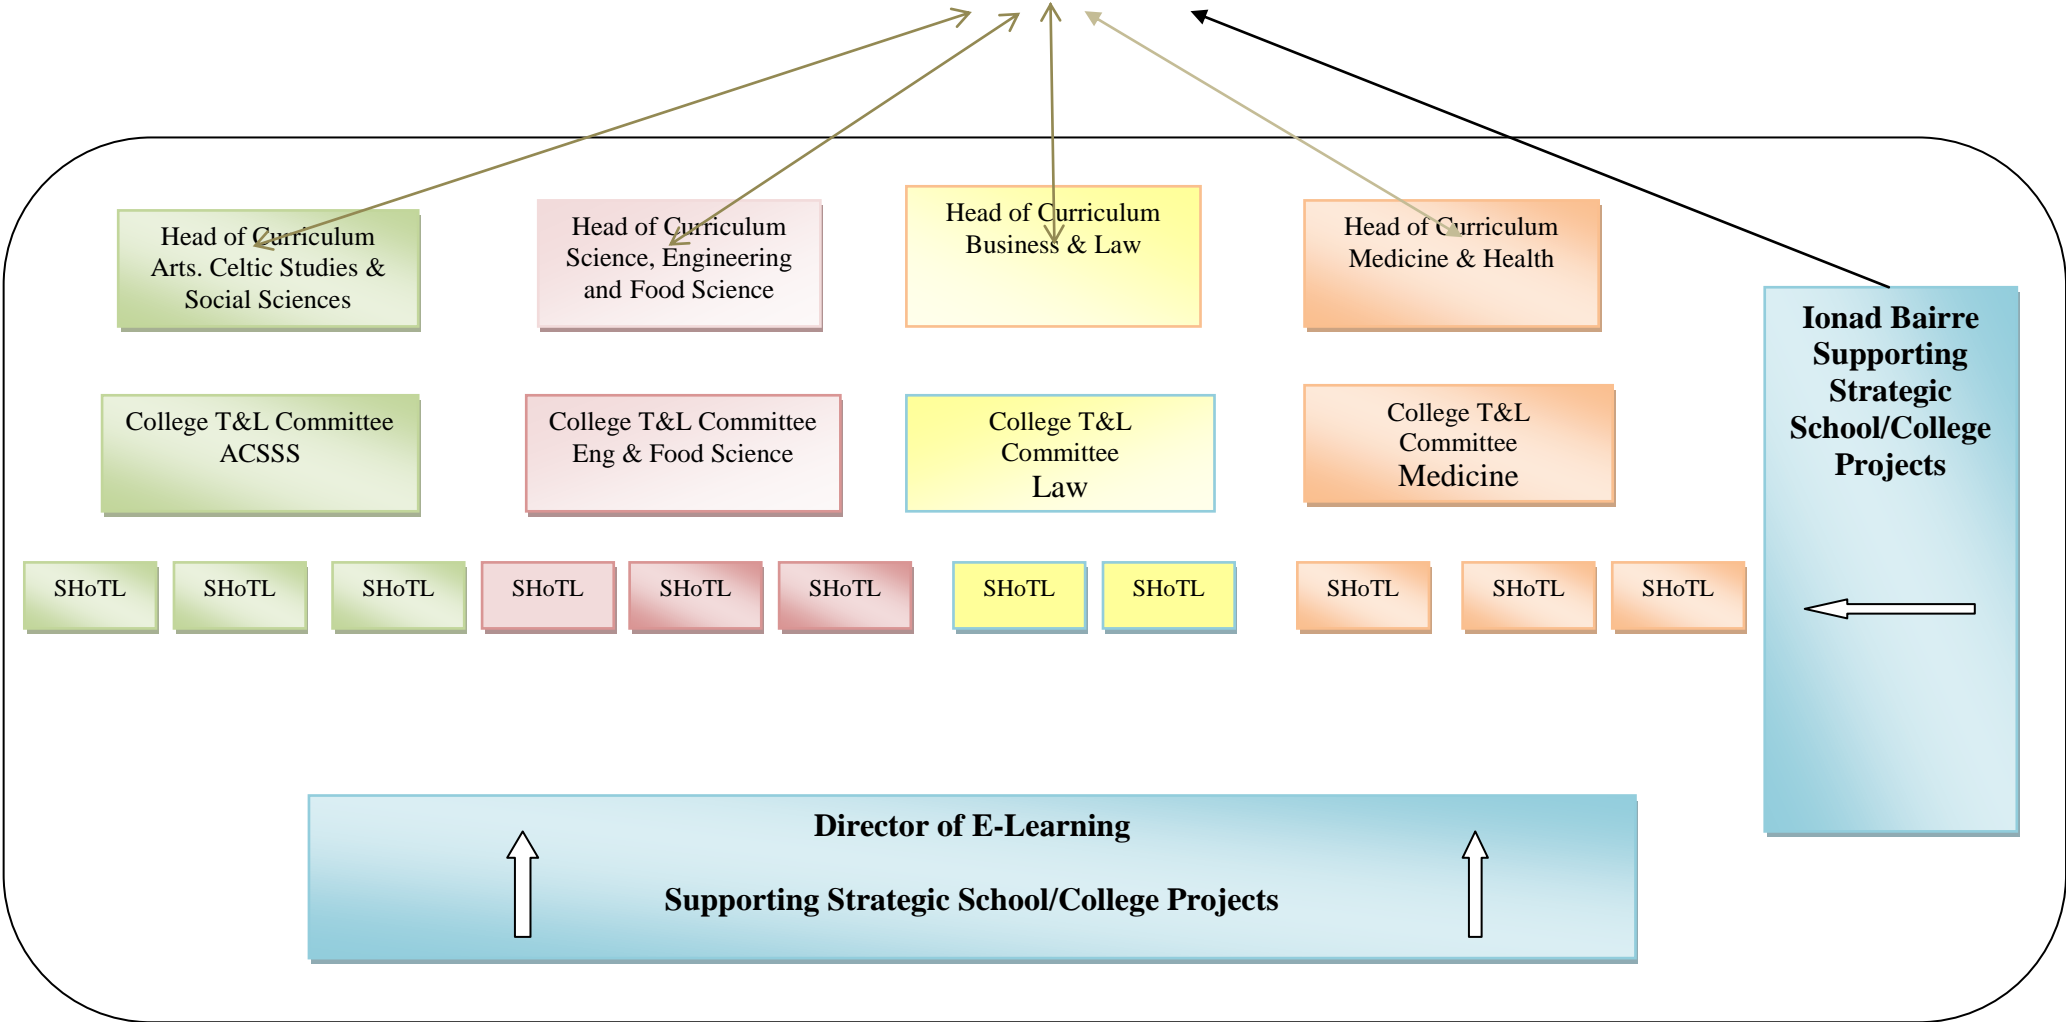 Head of Curriculum
Arts. Celtic Studies &
Social Sciences
Head of Curriculum
Science, Engineering
and Food Science
Head of Curriculum
Business & Law
Head of Curriculum
Medicine & Health
Ionad Bairre
Supporting
Strategic
School/College
Projects
College T&L Committee
ACSSS
College T&L Committee
Eng & Food Science
College T&L
Committee
Law
College T&L
Committee
Medicine
SHoTL
SHoTL
SHoTL
SHoTL
SHoTL
SHoTL
SHoTL
SHoTL
SHoTL
SHoTL
SHoTL
Director of E-Learning
Supporting Strategic School/College Projects